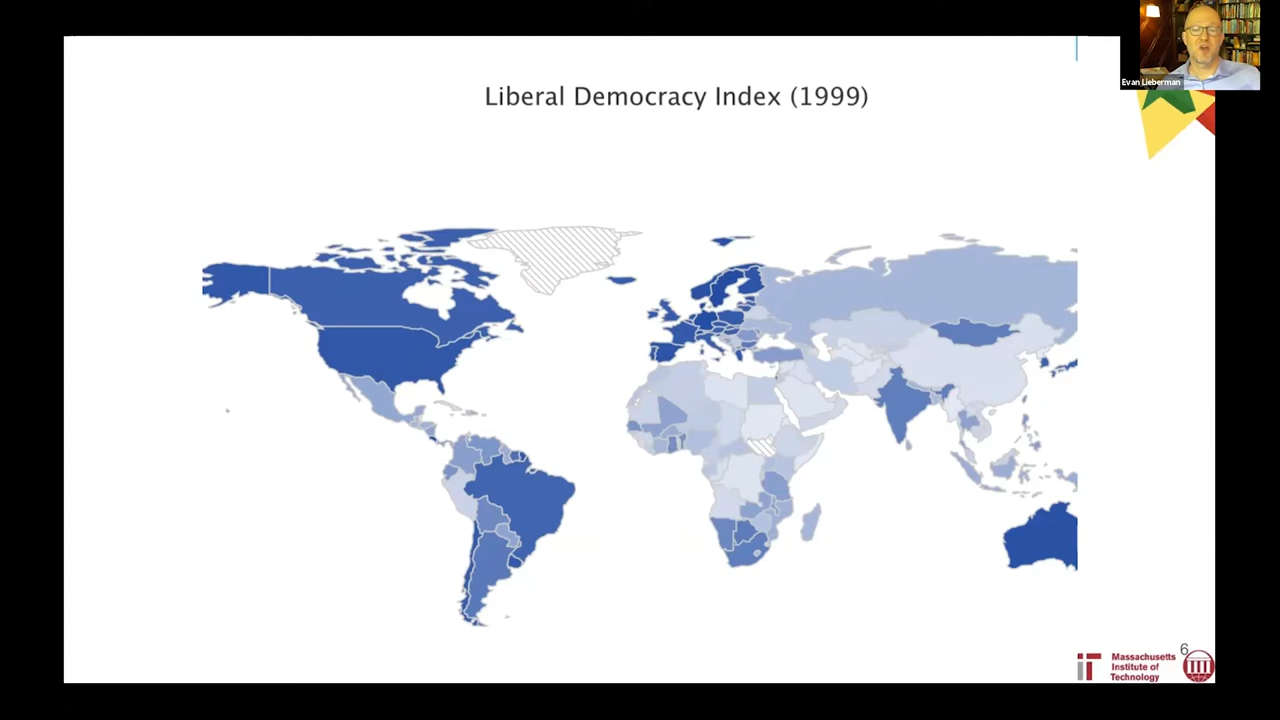 Evan Lieberman
Liberal Democracy Index (1999)
6
Massachusetts
Institute of
Technology